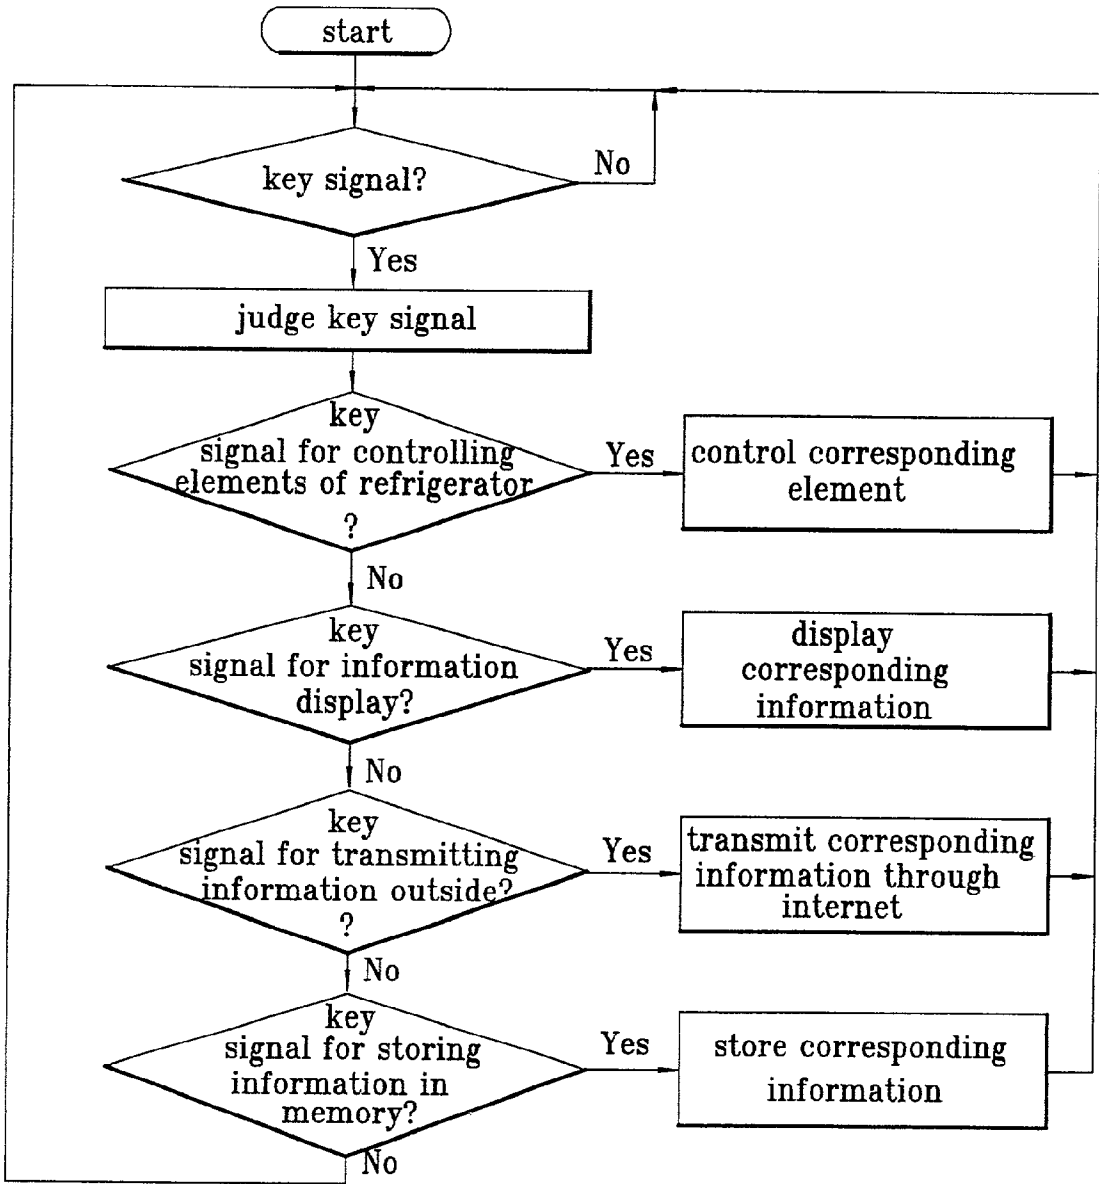 start
key signal?
No
Yes
judge key signal
key
signal for controlling
elements of refrigerator
?
Yes
control corresponding
element
No
key
signal for information
display?
Yes
display
corresponding
information
No
key
signal for transmitting
information outside?
?
Yes
transmit corresponding
information through
internet
No
key
signal for storing
information in
memory?
Yes
store corresponding
information
No